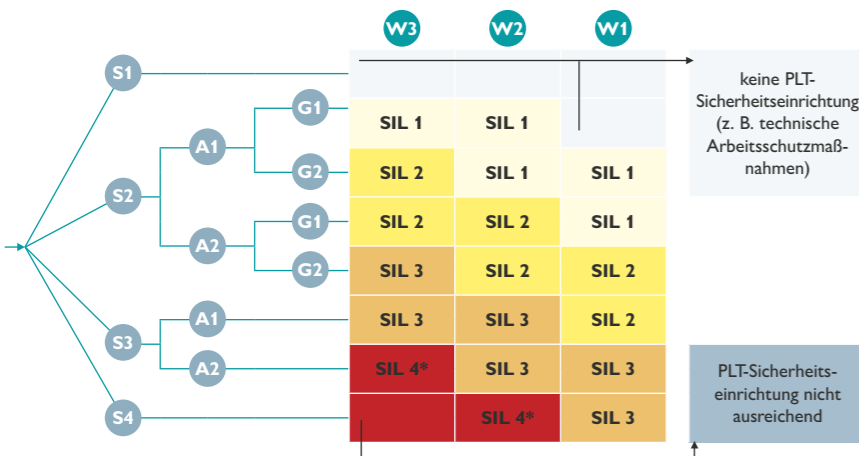 W3 W2 W1
S1
keine PLT-
Sicherheitseinrichtung
(z. B. technische
Arbeitsschutzmaß-
nahmen)
G1 SIL 1 SIL 1
A1
G2 SIL 2 SIL 1 SIL 1
S2
G1 SIL 2 SIL 2 SIL 1
A2
G2 SIL 3 SIL 2 SIL 2
A1 SIL 3 SIL 3 SIL 2
S3
A2 SIL 4* SIL 3 SIL 3
S4 SIL 4* SIL 3
PLT-Sicherheits-
einrichtung nicht
ausreichend